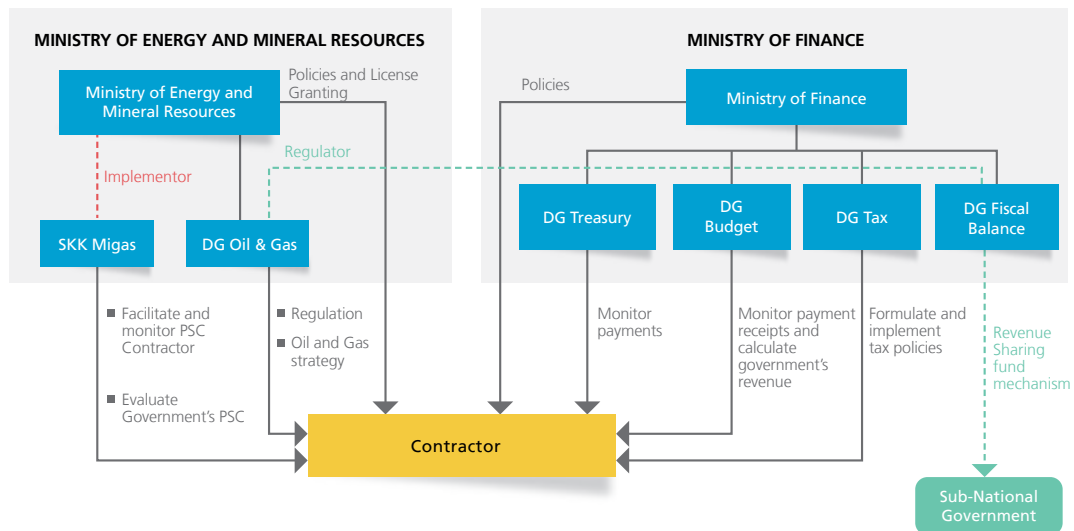 MINISTRY OF ENERGY AND MINERAL RESOURCES
MINISTRY OF FINANCE
Ministry of Energy and
Mineral Resources
Policies and License
Granting
Policies
Ministry of Finance
Implementor
Regulator
SKK Migas
DG Oil & Gas
DG Treasury
DG
Budget
DG Tax
DG Fiscal
Balance
Facilitate and
monitor PSC
Contractor
Evaluate
Government's PSC
Regulation
Oil and Gas
strategy
Monitor
payments
Monitor payment
receipts and
calculate
government's
revenue
Formulate and
implement
tax policies
Revenue
Sharing
fund
mechanism
Contractor
Sub-National
Government